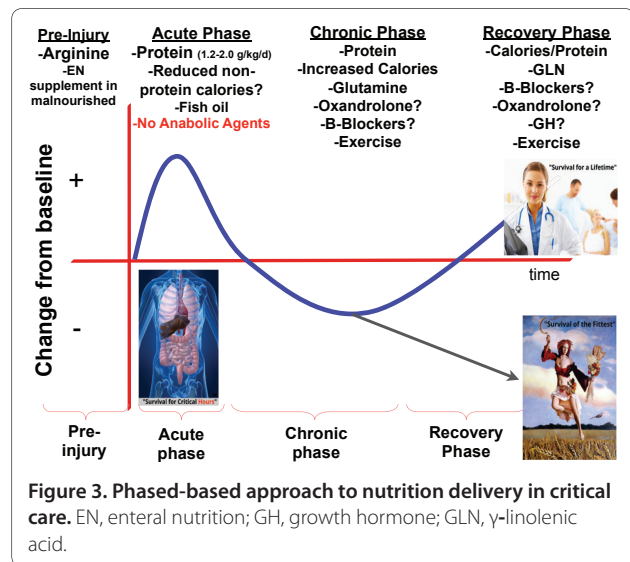 Pre-Injury
-Arginine
-EN
supplement in
malnourished
Acute Phase
-Protein (1.2-2.0 g/kg/d)
-Reduced non-
protein calories?
-Fish oil
-No Anabolic Agents
Chronic Phase
-Protein
-Increased Calories
-Glutamine
-Oxandrolone?
-B-Blockers?
-Exercise
Recovery Phase
-Calories/Protein
-GLN
-B-Blockers?
-Oxandrolone?
-GH?
-Exercise
Change from baseline
+
-
"Survival for a Lifetime"
time
"Survival for Critical Hours"
"Survival of the Fittest"
Pre-
injury
Acute
phase
Chronic
phase
Recovery
Phase
Figure 3. Phased-based approach to nutrition delivery in critical
care. EN, enteral nutrition; GH, growth hormone; GLN, γ-linolenic
acid.